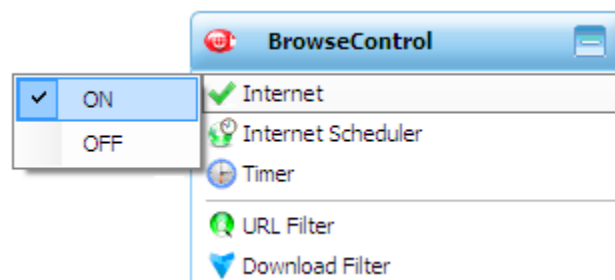 BrowseControl
Internet
ON
OFF
Internet Scheduler
Timer
URL Filter
Download Filter